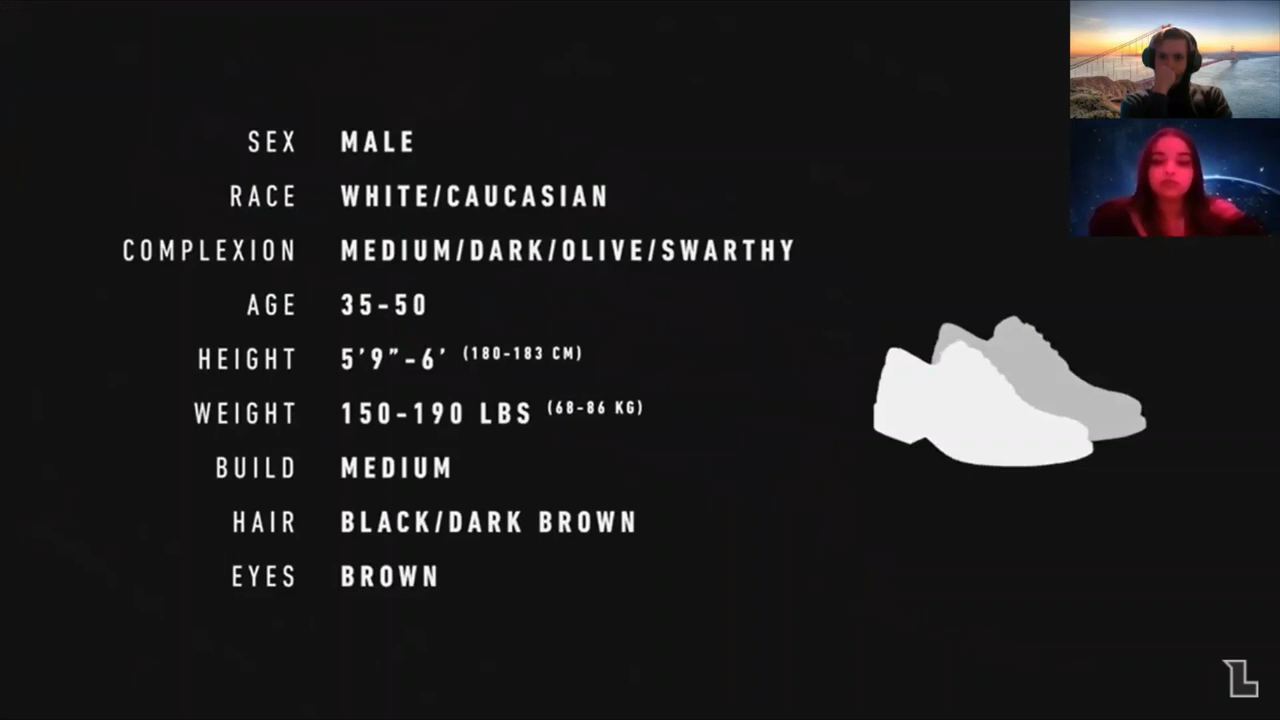 SEX MALE
RACE WHITE/CAUCASIAN
COMPLEXION MEDIUM/DARK/OLIVE/SWARTHY
AGE 35-50
HEIGHT 5'9"-6' (180-183 CM)
WEIGHT 150-190 LBS (68-86 KG)
BUILD MEDIUM
HAIR BLACK/DARK BROWN
EYES BROWN
L